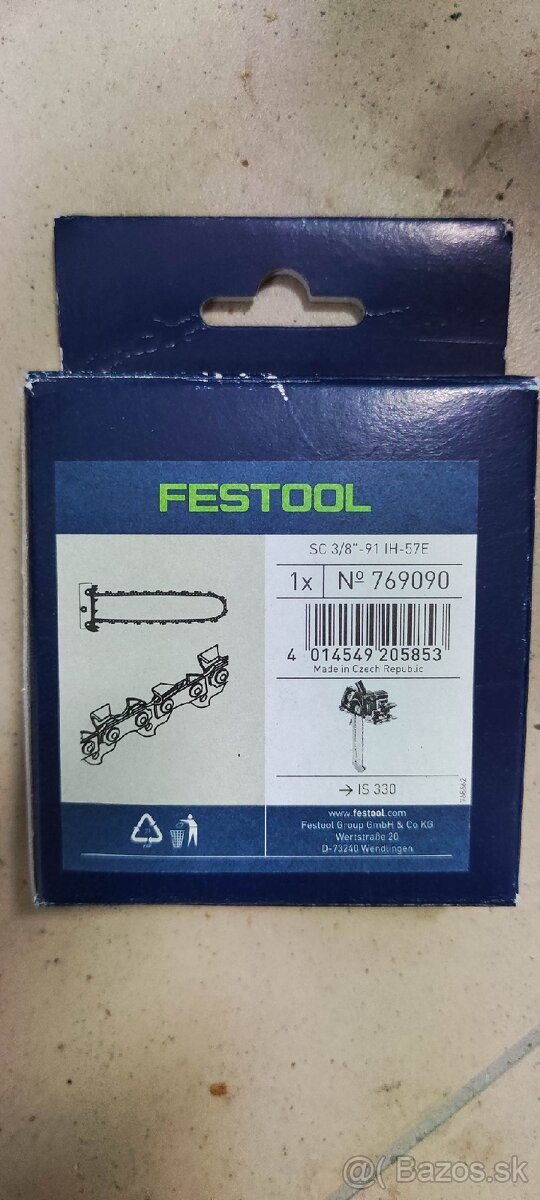 FESTOOL
SC 3/8"-91 IH-57E
1x Nº 769090
4 014549 205853
Made in Czech Republic
→ IS 330
www.festool.com
Festool Group GmbH & Co KG
Wertstraße 20
D-73240 Wendlingen
@( Bazos.sk